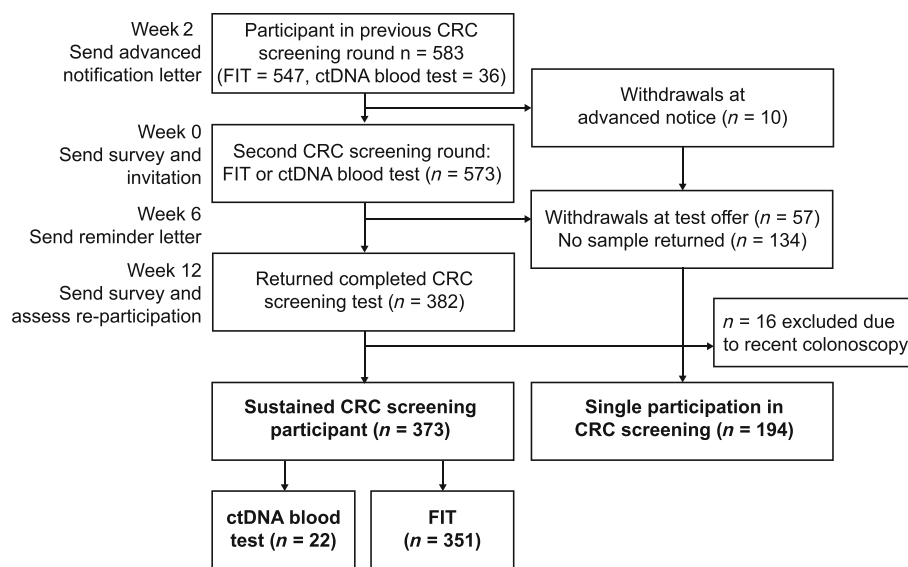 Week 2
Send advanced
notification letter
Participant in previous CRC
screening round n = 583
(FIT = 547, ctDNA blood test = 36)
Withdrawals at
advanced notice (n = 10)
Week 0
Send survey and
invitation
Second CRC screening round:
FIT or ctDNA blood test (n = 573)
Week 6
Send reminder letter
Withdrawals at test offer (n = 57)
No sample returned (n = 134)
Week 12
Send survey and
assess re-participation
Returned completed CRC
screening test (n = 382)
n = 16 excluded due
to recent colonoscopy
Sustained CRC screening
participant (n = 373)
Single participation in
CRC screening (n = 194)
ctDNA blood
test (n = 22)
FIT
(n = 351)